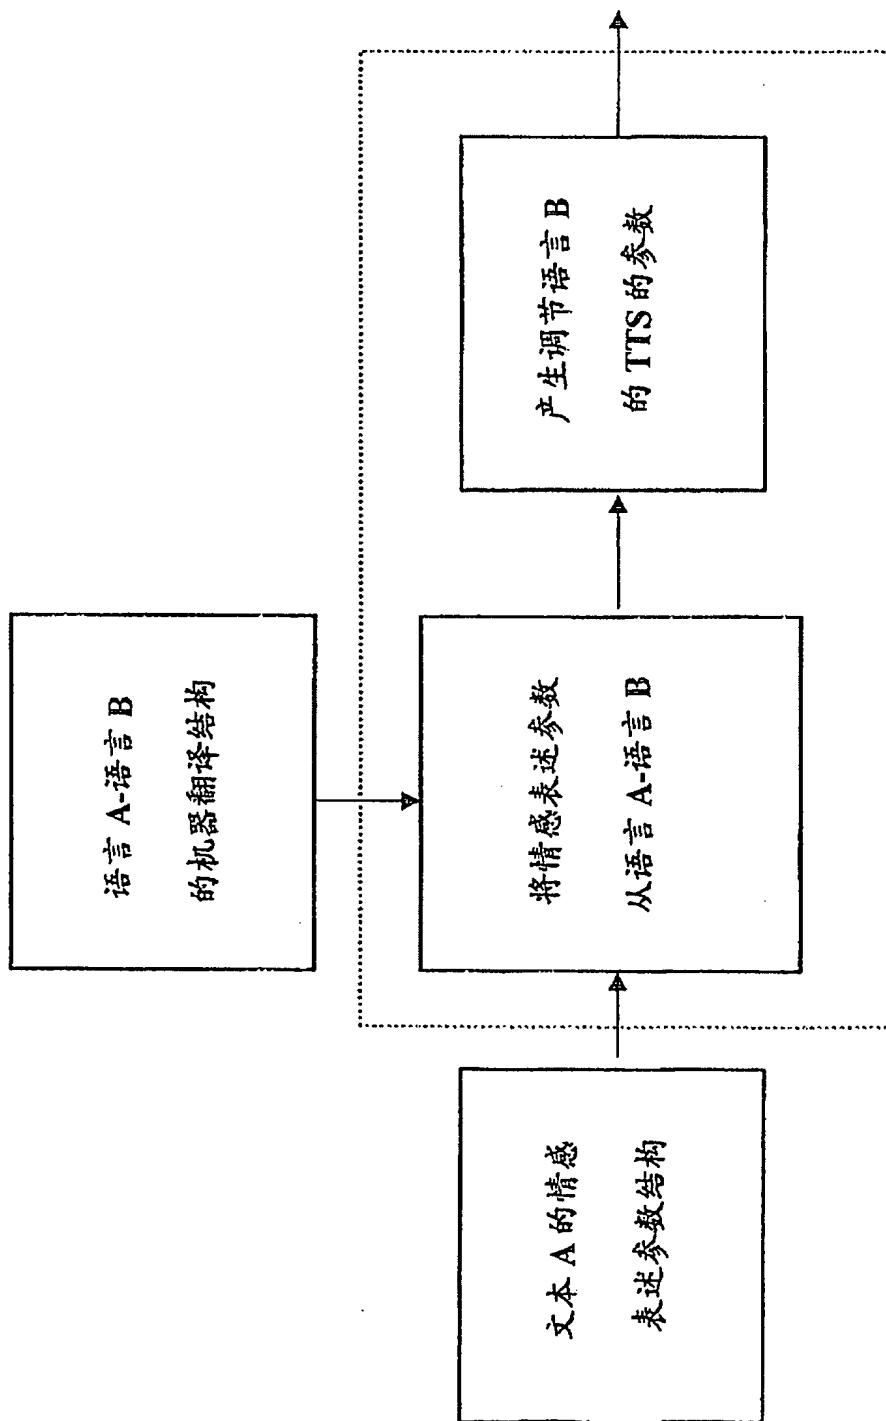 语言 A-语言 B
的机器翻译结构
文本 A 的情感
表述参数结构
将情感表述参数
从语言 A-语言 B
产生调节语言 B
的 TTS 的参数